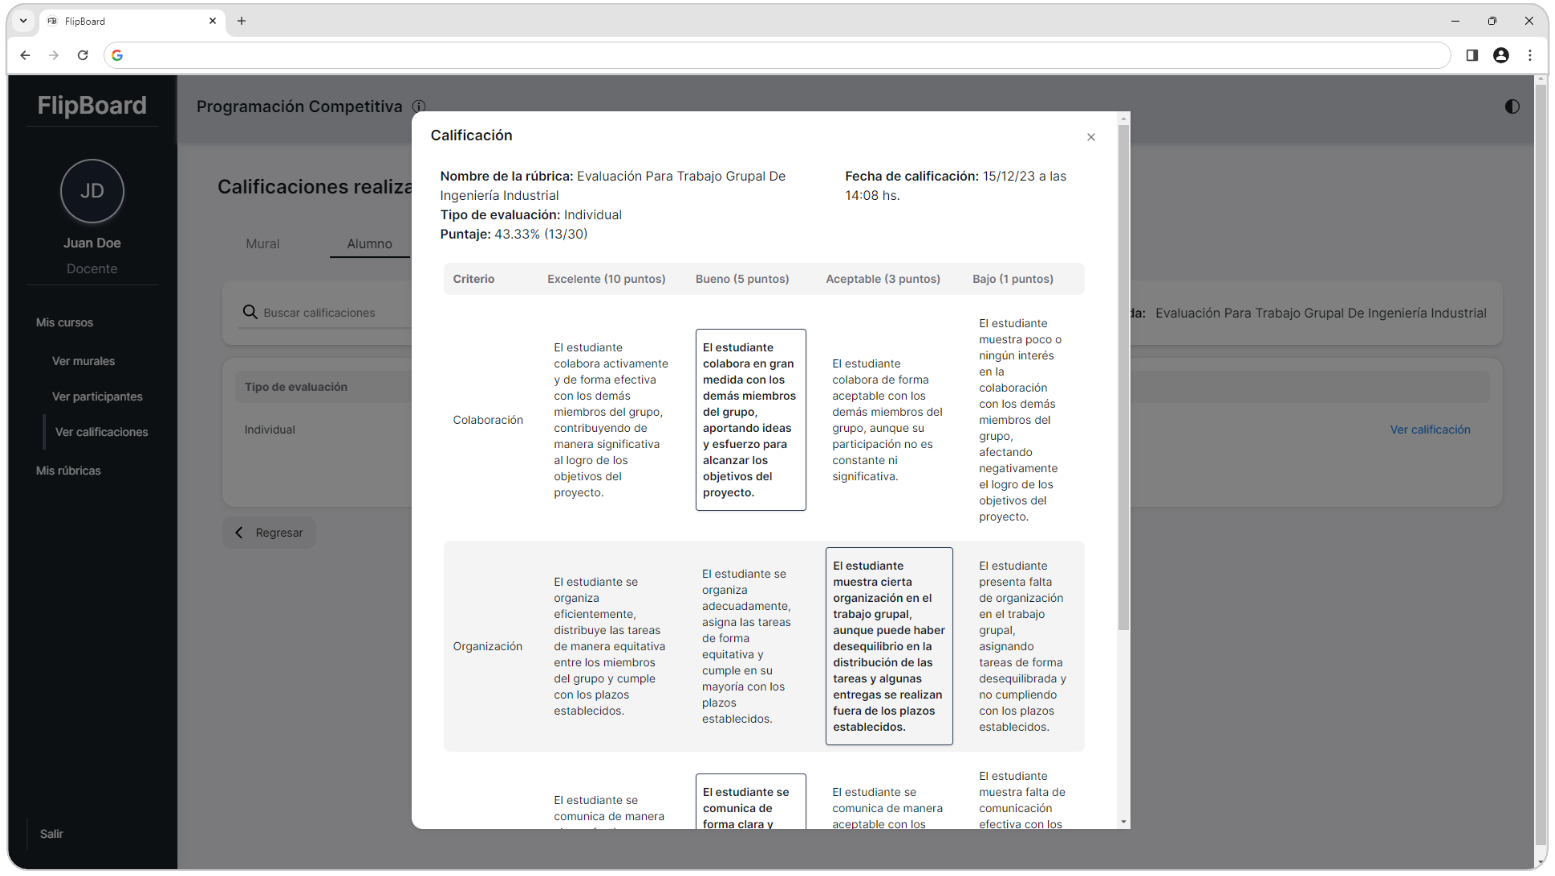 FlipBoard
FlipBoard
JD
Juan Doe
Docente
Mis cursos
Ver murales
Ver participantes
Ver calificaciones
Mis rúbricas
Salir
Programación Competitiva
Calificaciones realiza
Mural
Alumno
Buscar calificaciones
da: Evaluación Para Trabajo Grupal De Ingeniería Industrial
Tipo de evaluación
Individual
Ver calificación
Regresar
Calificación
Nombre de la rúbrica: Evaluación Para Trabajo Grupal De
Ingeniería Industrial
Tipo de evaluación: Individual
Puntaje: 43.33% (13/30)
Fecha de calificación: 15/12/23 a las
14:08 hs.
Criterio
Excelente (10 puntos)
Bueno (5 puntos)
Aceptable (3 puntos)
Bajo (1 puntos)
Colaboración
El estudiante
colabora activamente
y de forma efectiva
con los demás
miembros del grupo,
contribuyendo de
manera significativa
al logro de los
objetivos del
proyecto.
El estudiante
colabora en gran
medida con los
demás miembros
del grupo,
aportando ideas
y esfuerzo para
alcanzar los
objetivos del
proyecto.
El estudiante
colabora de forma
aceptable con los
demás miembros del
grupo, aunque su
participación no es
constante ni
significativa.
El estudiante
muestra poco o
ningún interés
en la
colaboración
con los demás
miembros del
grupo,
afectando
negativamente
el logro de los
objetivos del
proyecto.
Organización
El estudiante se
organiza
eficientemente,
distribuye las tareas
de manera equitativa
entre los miembros
del grupo y cumple
con los plazos
establecidos.
El estudiante se
organiza
adecuadamente,
asigna las tareas
de forma
equitativa y
cumple en su
mayoría con los
plazos
establecidos.
El estudiante
muestra cierta
organización en el
trabajo grupal,
aunque puede haber
desequilibrio en la
distribución de las
tareas y algunas
entregas se realizan
fuera de los plazos
establecidos.
El estudiante
presenta falta
de organización
en el trabajo
grupal,
asignando
tareas de forma
desequilibrada y
no cumpliendo
con los plazos
establecidos.
El estudiante se
comunica de manera
El estudiante se
comunica de
forma clara y
El estudiante se
comunica de manera
aceptable con los
El estudiante
muestra falta de
comunicación
efectiva con los